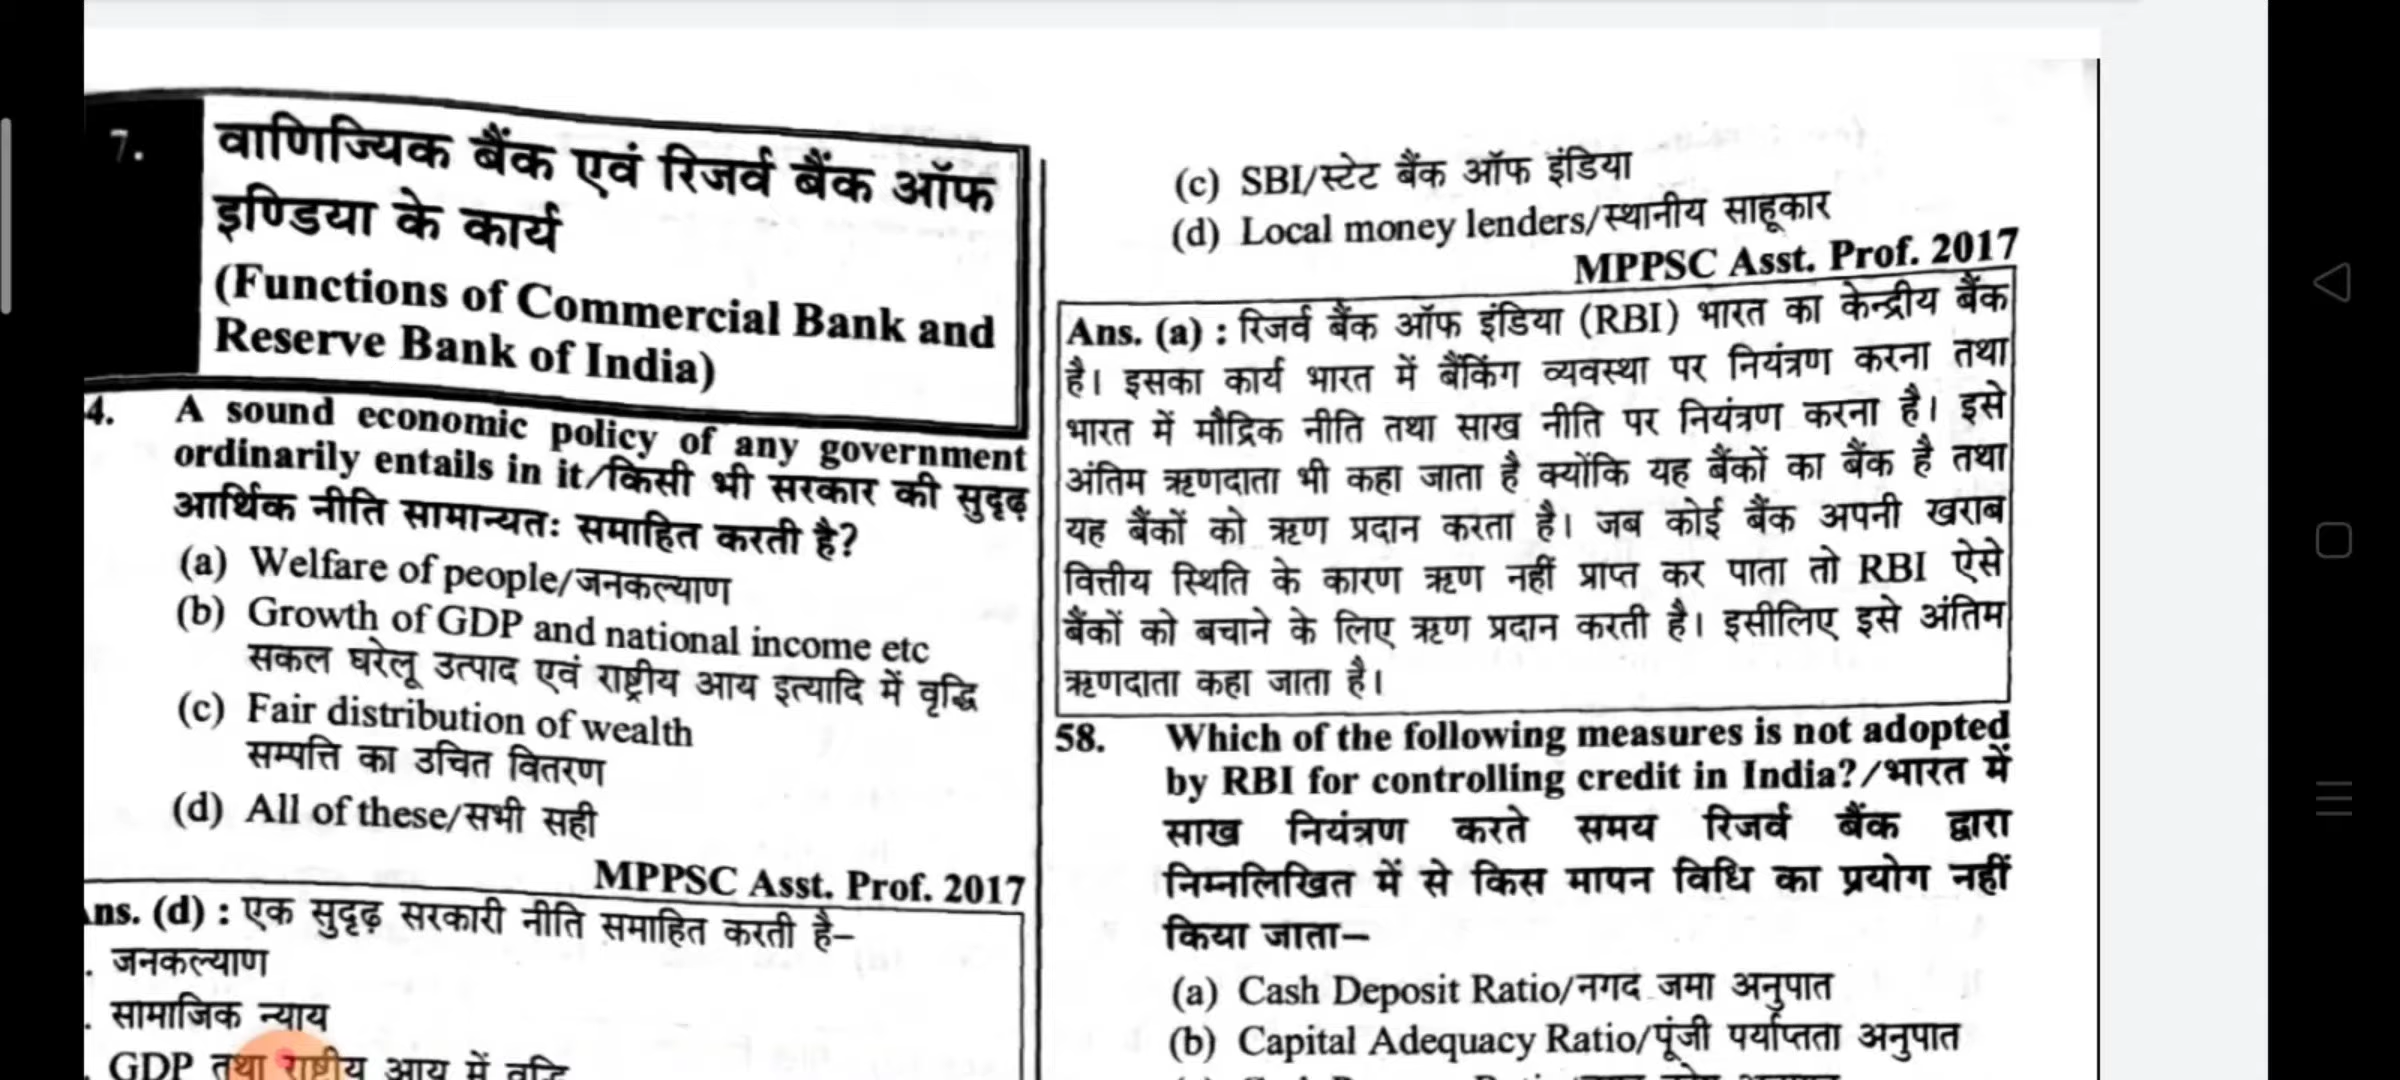 7.
वाणिज्यिक बैंक एवं रिजर्व बैंक ऑफ
इण्डिया के कार्य
(Functions of Commercial Bank and
Reserve Bank of India)
4. A sound economic policy of any government
ordinarily entails in it/किसी भी सरकार की सुदृढ़
आर्थिक नीति सामान्यतः समाहित करती है?
(a) Welfare of people/जनकल्याण
(b) Growth of GDP and national income etc
सकल घरेलू उत्पाद एवं राष्ट्रीय आय इत्यादि में वृद्धि
(c) Fair distribution of wealth
सम्पत्ति का उचित वितरण
(d) All of these/सभी सही
MPPSC Asst. Prof. 2017
ns. (d) : एक सुदृढ़ सरकारी नीति समाहित करती है–
. जनकल्याण
. सामाजिक न्याय
. GDP तथा राष्ट्रीय आय में वृद्धि
(c) SBI/स्टेट बैंक ऑफ इंडिया
(d) Local money lenders/स्थानीय साहूकार
MPPSC Asst. Prof. 2017
Ans. (a) : रिजर्व बैंक ऑफ इंडिया (RBI) भारत का केन्द्रीय बैंक
है। इसका कार्य भारत में बैंकिंग व्यवस्था पर नियंत्रण करना तथा
भारत में मौद्रिक नीति तथा साख नीति पर नियंत्रण करना है। इसे
अंतिम ऋणदाता भी कहा जाता है क्योंकि यह बैंकों का बैंक है तथा
यह बैंकों को ऋण प्रदान करता है। जब कोई बैंक अपनी खराब
वित्तीय स्थिति के कारण ऋण नहीं प्राप्त कर पाता तो RBI ऐसे
बैंकों को बचाने के लिए ऋण प्रदान करती है। इसीलिए इसे अंतिम
ऋणदाता कहा जाता है।
58. Which of the following measures is not adopted
by RBI for controlling credit in India?/भारत में
साख नियंत्रण करते समय रिजर्व बैंक द्वारा
निम्नलिखित में से किस मापन विधि का प्रयोग नहीं
किया जाता–
(a) Cash Deposit Ratio/नगद जमा अनुपात
(b) Capital Adequacy Ratio/पूंजी पर्याप्तता अनुपात